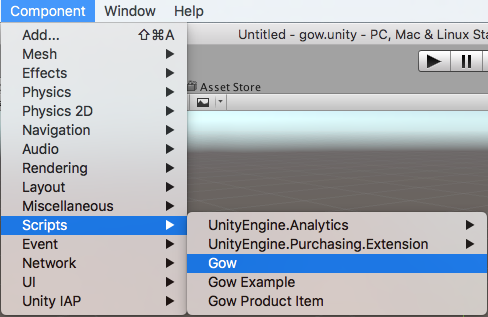 Component Window Help
Untitled - gow.unity - PC, Mac & Linux Sta
Add... ⇧⌘A
Mesh
Effects
Physics
Physics 2D
Navigation
Audio
Rendering
Layout
Miscellaneous
Scripts
Event
Network
UI
Unity IAP
Asset Store
UnityEngine.Analytics
UnityEngine.Purchasing.Extension
Gow
Gow Example
Gow Product Item